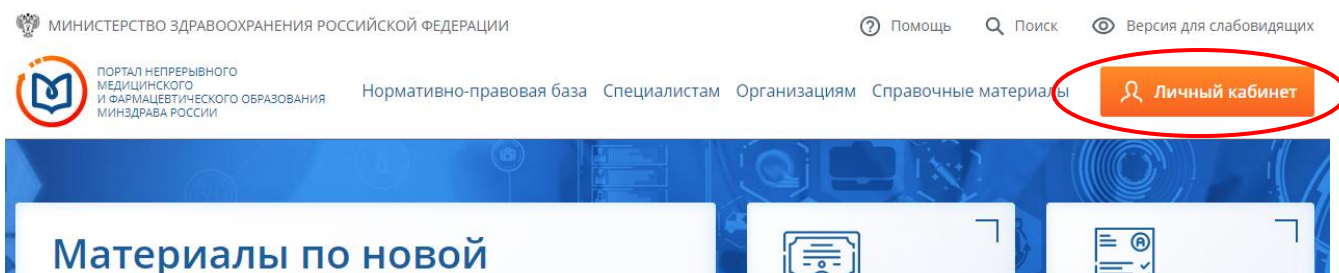 МИНИСТЕРСТВО ЗДРАВООХРАНЕНИЯ РОССИЙСКОЙ ФЕДЕРАЦИИ
Помощь
Поиск
Версия для слабовидящих
ПОРТАЛ НЕПРЕРЫВНОГО
МЕДИЦИНСКОГО
И ФАРМАЦЕВТИЧЕСКОГО ОБРАЗОВАНИЯ
МИНЗДРАВА РОССИИ
Нормативно-правовая база Специалистам Организациям Справочные материалы
Личный кабинет
Материалы по новой